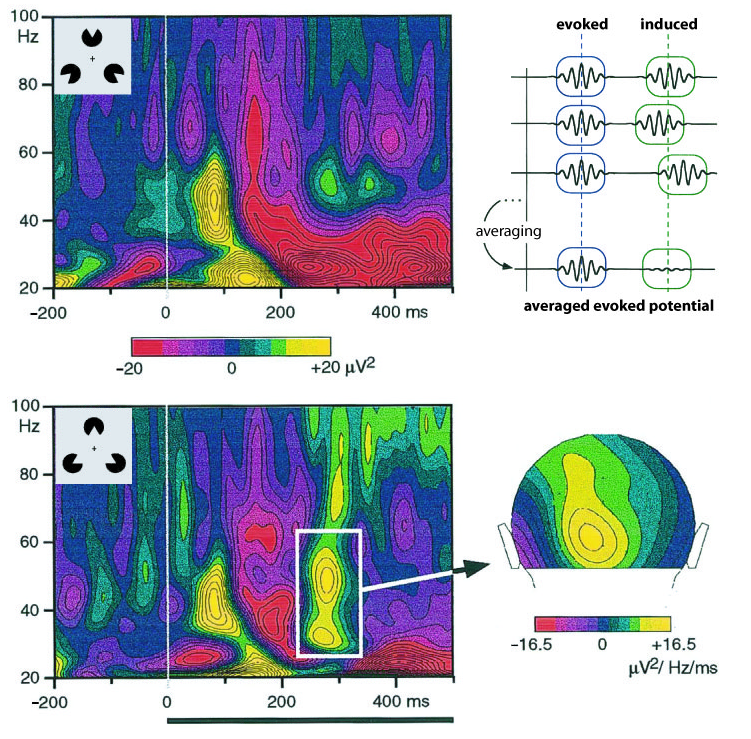 100
Hz
80
60
40
20
−200
0
200
400 ms
−20
0
+20 μV²
evoked
induced
averaging
averaged evoked potential
100
Hz
80
60
40
20
−200
0
200
400 ms
−16.5
0
+16.5
μV²/ Hz/ms